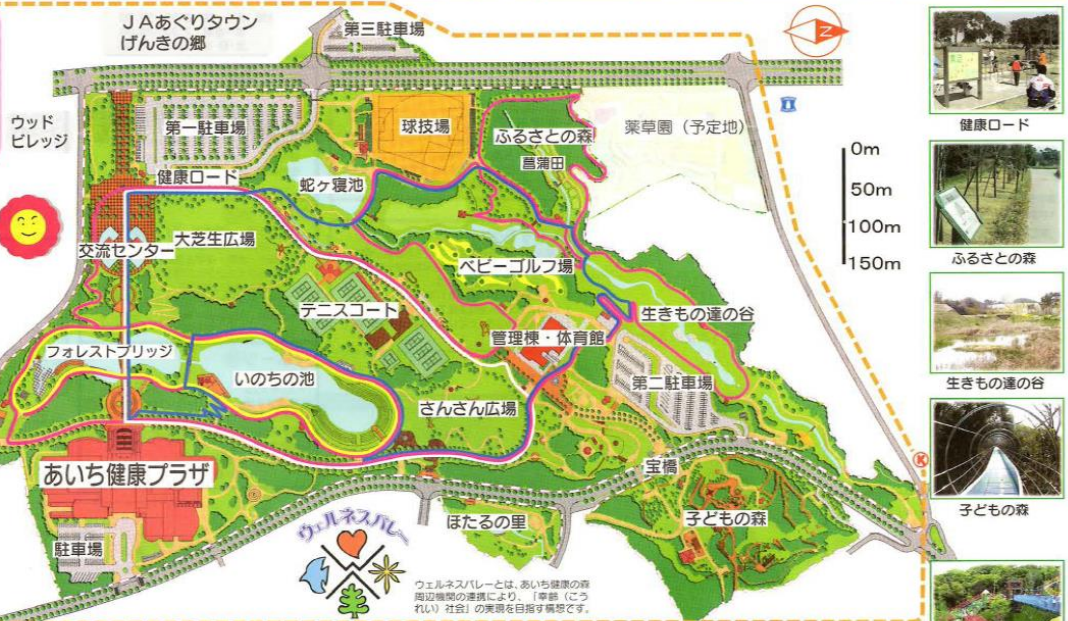 JAあぐりタウン
げんきの郷
第三駐車場
N
ウッド
ビレッジ
第一駐車場
球技場
ふるさとの森
菖蒲田
薬草園（予定地）
健康ロード
蛇ヶ寝池
0m
50m
100m
150m
交流センター
大芝生広場
ベビーゴルフ場
テニスコート
生きもの達の谷
管理棟・体育館
フォレストブリッジ
いのちの池
第二駐車場
さんさん広場
あいち健康プラザ
宝橋
K
駐車場
ほたるの里
子どもの森
ウェルネスバレー
ウェルネスバレーとは、あいち健康の森
周辺機関の連携により、「幸齢（こう
れい）社会」の実現を目指す構想です。
健康ロード
ふるさとの森
生きもの達の谷
子どもの森